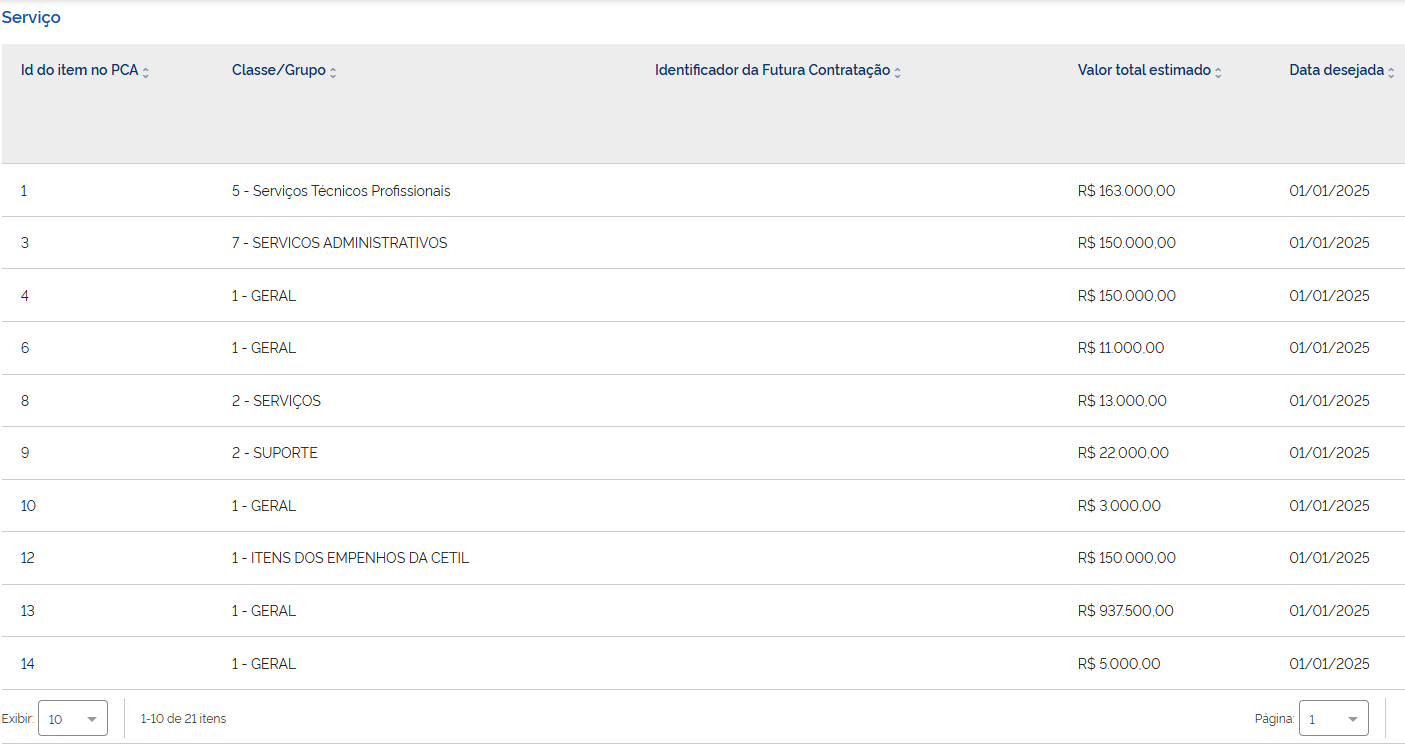 Serviço
Id do item no PCA Classe/Grupo Identificador da Futura Contratação Valor total estimado Data desejada
1 5 - Serviços Técnicos Profissionais R$ 163.000,00 01/01/2025
3 7 - SERVICOS ADMINISTRATIVOS R$ 150.000,00 01/01/2025
4 1 - GERAL R$ 150.000,00 01/01/2025
6 1 - GERAL R$ 11.000,00 01/01/2025
8 2 - SERVIÇOS R$ 13.000,00 01/01/2025
9 2 - SUPORTE R$ 22.000,00 01/01/2025
10 1 - GERAL R$ 3.000,00 01/01/2025
12 1 - ITENS DOS EMPENHOS DA CETIL R$ 150.000,00 01/01/2025
13 1 - GERAL R$ 937.500,00 01/01/2025
14 1 - GERAL R$ 5.000,00 01/01/2025
Exibir: 10 1-10 de 21 itens Página: 1